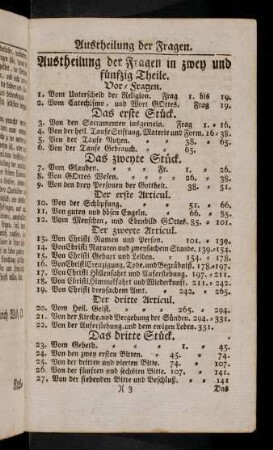 Austheilung der Fragen.
Austheilung der Fragen in zwey und
fünfzig Theile.
Vor-Fragen.
1. Vom Unterscheid der Religion. Frag 1. bis 19.
2. Vom Catechismo, und Wort GOttes. Frag 19.
Das erste Stück.
3. Von den Sacramenten insgemein. Frag 1. 16.
4. Von der heil. Taufe Stiftung, Materie und Form. 16. 38.
5. Von der Taufe Nutzen. 38. 65.
6. Von der Taufe Gebrauch. 65.
Das zweyte Stück.
7. Vom Glauben. Fr. 1. 26.
8. Von GOttes Wesen. 26. 38.
9. Von den drey Personen der Gottheit. 38. 51.
Der erste Articul.
10. Von der Schöpfung. 51. 66.
11. Von guten und bösen Engeln. 66. 85.
12. Vom Menschen, und Ebenbild GOttes. 85. 101.
Der zweyte Articul.
13. Von Christi Namen und Person. 101. 139.
14. Von Christi Naturen und zweyfachen Stande. 139. 154.
15. Von Christi Geburt und Leiden. 154. 178.
16. Von Christi Creutzigung, Tode, und Begräbniß. 178. 197.
17. Von Christi Höllenfahrt und Auferstehung. 197. 211.
18. Von Christi Himmelfahrt und Wiederkunft. 211. 242.
19. Von Christi dreyfachem Amt. 242. 265.
Der dritte Articul.
20. Vom Heil. Geist. 265. 294.
21. Von der Kirche, und Vergebung der Sünden. 294. 331.
22. Von der Auferstehung, und dem ewigen Leben. 331.
Das dritte Stück.
23. Vom Gebeth. 1. 45.
24. Von den zwey ersten Bitten. 45. 74.
25. Von der dritten und vierten Bitte. 74. 107.
26. Von der fünften und sechsten Bitte. 107. 141.
27. Von der siebenden Bitte und Beschluß. 141
N 3 Das